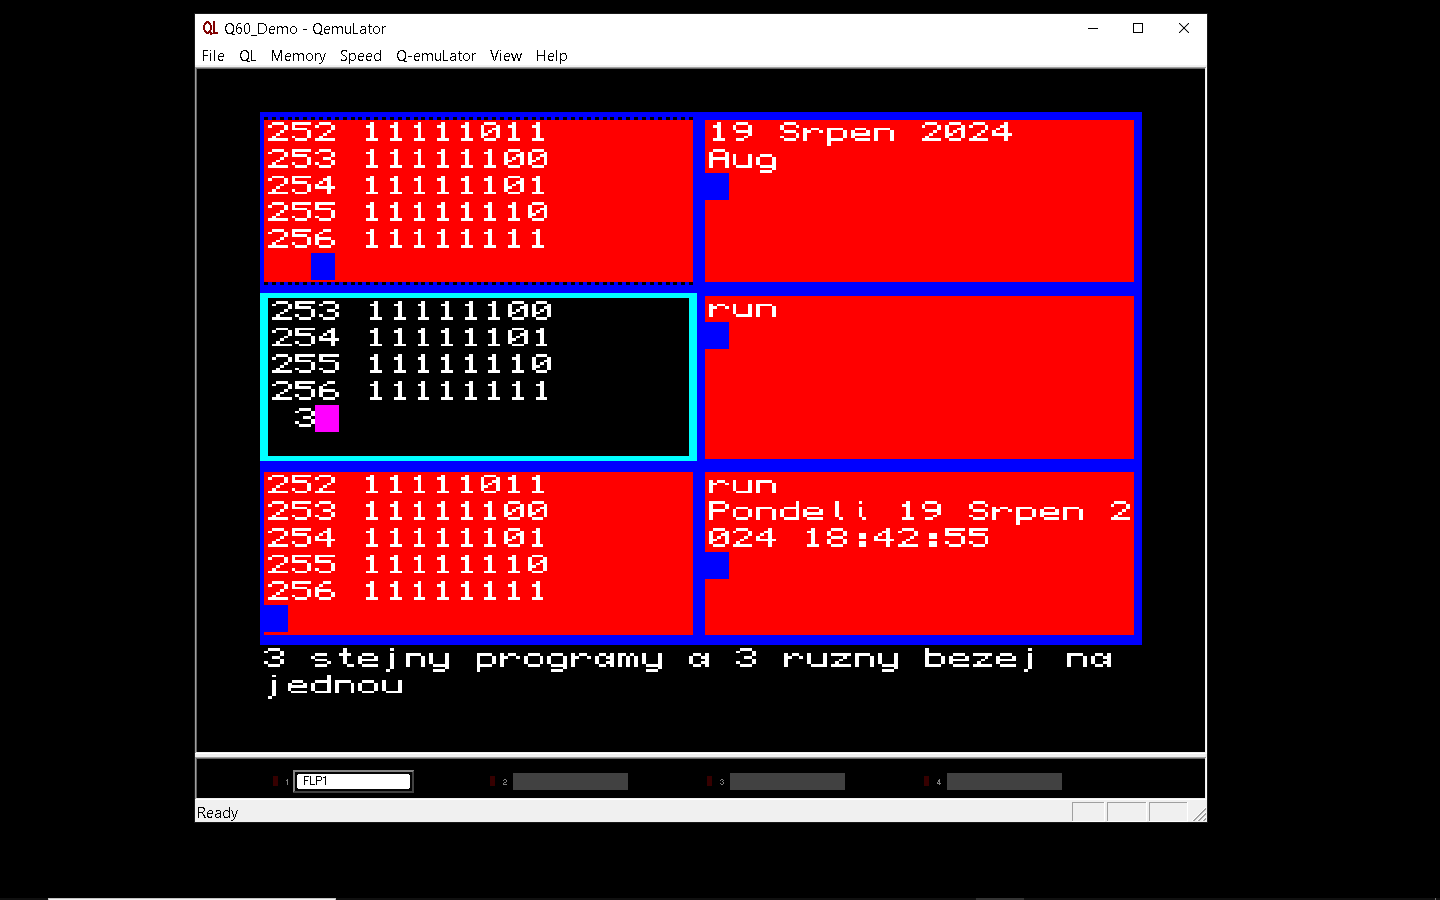 QL Q60_Demo - QemuLator
File QL Memory Speed Q-emuLator View Help
252 11111011
253 11111100
254 11111101
255 11111110
256 11111111
19 Srpen 2024
Aug
253 11111100
254 11111101
255 11111110
256 11111111
3
run
252 11111011
253 11111100
254 11111101
255 11111110
256 11111111
run
Pondeli 19 Srpen 2
024 18:42:55
3 stejny programy a 3 ruzny bezej na
jednou
1 FLP1 2 3 4
Ready